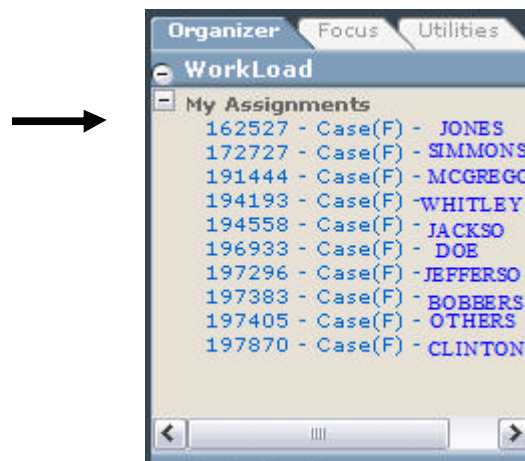 Organizer Focus Utilities
WorkLoad
My Assignments
162527 - Case(F) - JONES
172727 - Case(F) - SIMMONS
191444 - Case(F) - MCGREGO
194193 - Case(F) -WHITLEY
194558 - Case(F) - JACKSO
196933 - Case(F) - DOE
197296 - Case(F) -JEFFERSO
197383 - Case(F) - BOBBERS
197405 - Case(F) - OTHERS
197870 - Case(F) - CLINTON